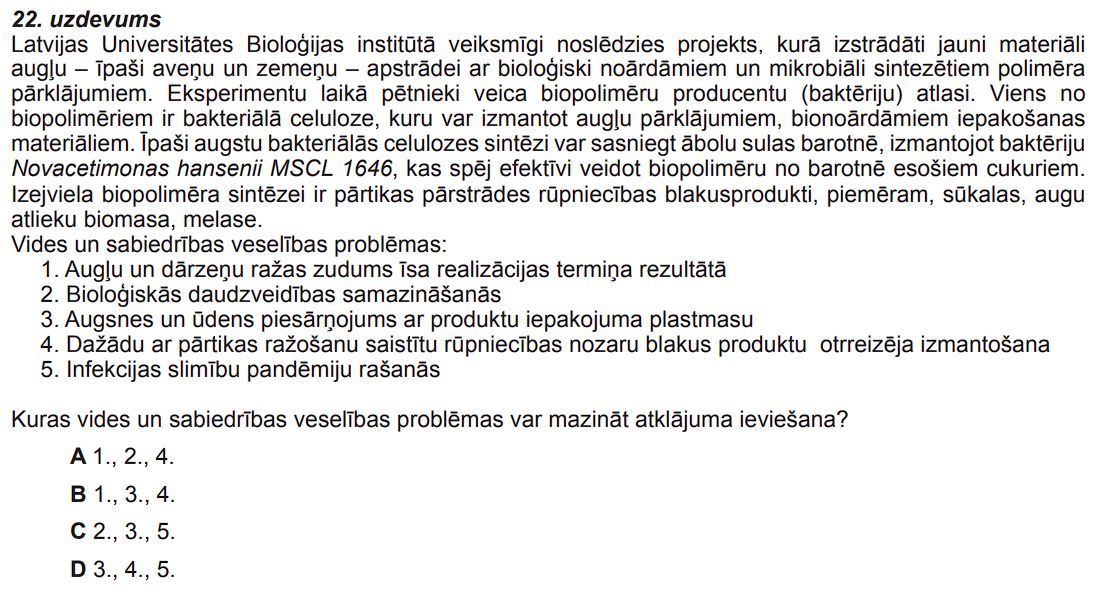 22. uzdevums
Latvijas Universitātes Bioloģijas institūtā veiksmīgi noslēdzies projekts, kurā izstrādāti jauni materiāli
augļu – īpaši aveņu un zemeņu – apstrādei ar bioloģiski noārdāmiem un mikrobiāli sintezētiem polimēra
pārklājumiem. Eksperimentu laikā pētnieki veica biopolimēru producentu (baktēriju) atlasi. Viens no
biopolimēriem ir bakteriālā celuloze, kuru var izmantot augļu pārklājumiem, bionoārdāmiem iepakošanas
materiāliem. Īpaši augstu bakteriālās celulozes sintēzi var sasniegt ābolu sulas barotnē, izmantojot baktēriju
Novacetimonas hansenii MSCL 1646, kas spēj efektīvi veidot biopolimēru no barotnē esošiem cukuriem.
Izejviela biopolimēra sintēzei ir pārtikas pārstrādes rūpniecības blakusprodukti, piemēram, sūkalas, augu
atlieku biomasa, melase.
Vides un sabiedrības veselības problēmas:
1. Augļu un dārzeņu ražas zudums īsa realizācijas termiņa rezultātā
2. Bioloģiskās daudzveidības samazināšanās
3. Augsnes un ūdens piesārņojums ar produktu iepakojuma plastmasu
4. Dažādu ar pārtikas ražošanu saistītu rūpniecības nozaru blakus produktu otrreizēja izmantošana
5. Infekcijas slimību pandēmiju rašanās
Kuras vides un sabiedrības veselības problēmas var mazināt atklājuma ieviešana?
A 1., 2., 4.
B 1., 3., 4.
C 2., 3., 5.
D 3., 4., 5.